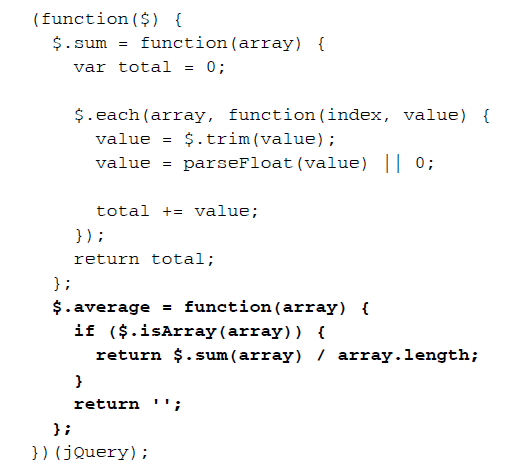 (function($) {
  $.sum = function(array) {
    var total = 0;

    $.each(array, function(index, value) {
      value = $.trim(value);
      value = parseFloat(value) || 0;

      total += value;
    });
    return total;
  };
  $.average = function(array) {
    if ($.isArray(array)) {
      return $.sum(array) / array.length;
    }
    return '';
  };
})(jQuery);